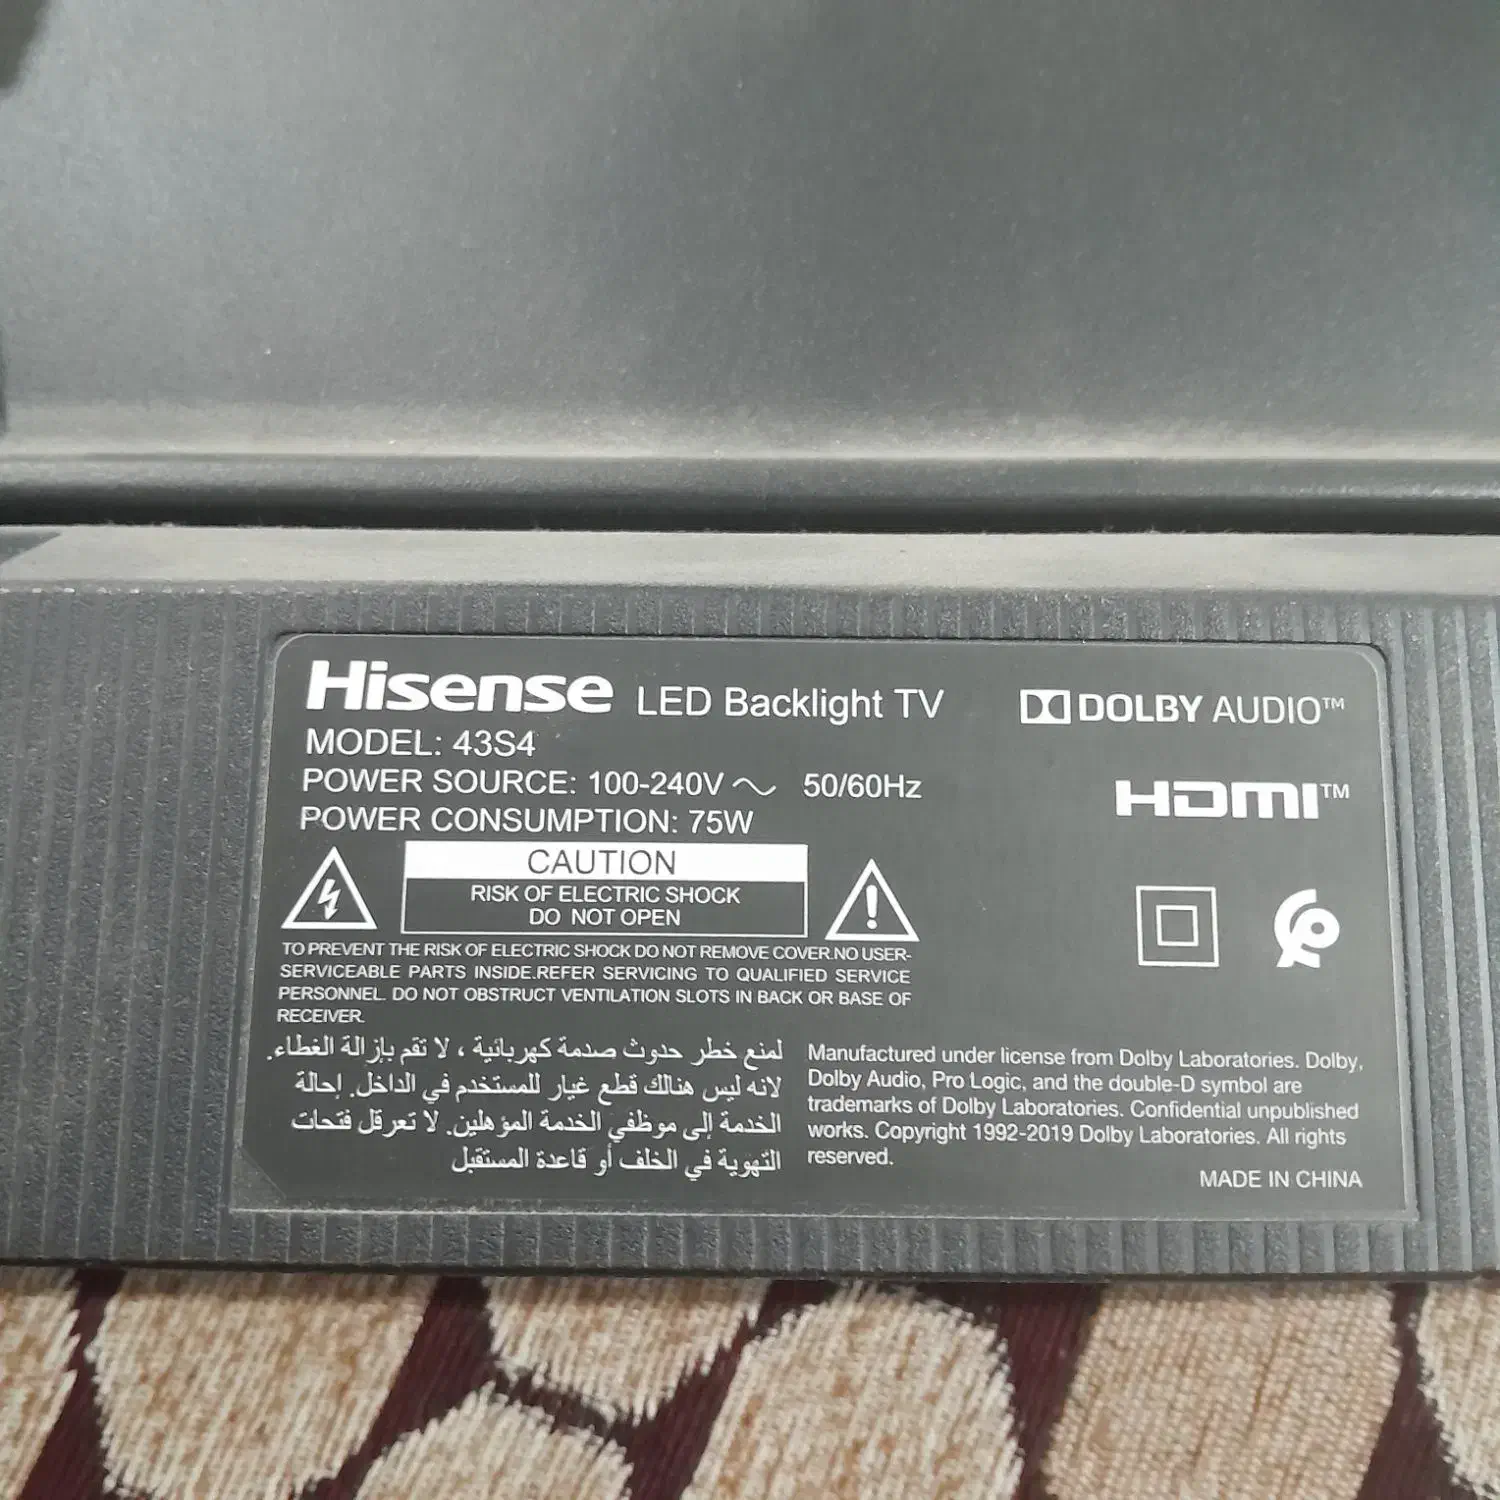 Hisense LED Backlight TV
DOLBY AUDIO™
MODEL: 43S4
POWER SOURCE: 100-240V ～ 50/60Hz
HDMI™
POWER CONSUMPTION: 75W
CAUTION
RISK OF ELECTRIC SHOCK
DO NOT OPEN
TO PREVENT THE RISK OF ELECTRIC SHOCK DO NOT REMOVE COVER.NO USER-
SERVICEABLE PARTS INSIDE.REFER SERVICING TO QUALIFIED SERVICE
PERSONNEL. DO NOT OBSTRUCT VENTILATION SLOTS IN BACK OR BASE OF
RECEIVER.
لمنع خطر حدوث صدمة كهربائية ، لا تقم بإزالة الغطاء.
لانه ليس هنالك قطع غيار للمستخدم في الداخل. إحالة
الخدمة إلى موظفي الخدمة المؤهلين. لا تعرقل فتحات
التهوية في الخلف أو قاعدة المستقبل
Manufactured under license from Dolby Laboratories. Dolby,
Dolby Audio, Pro Logic, and the double-D symbol are
trademarks of Dolby Laboratories. Confidential unpublished
works. Copyright 1992-2019 Dolby Laboratories. All rights
reserved.
MADE IN CHINA